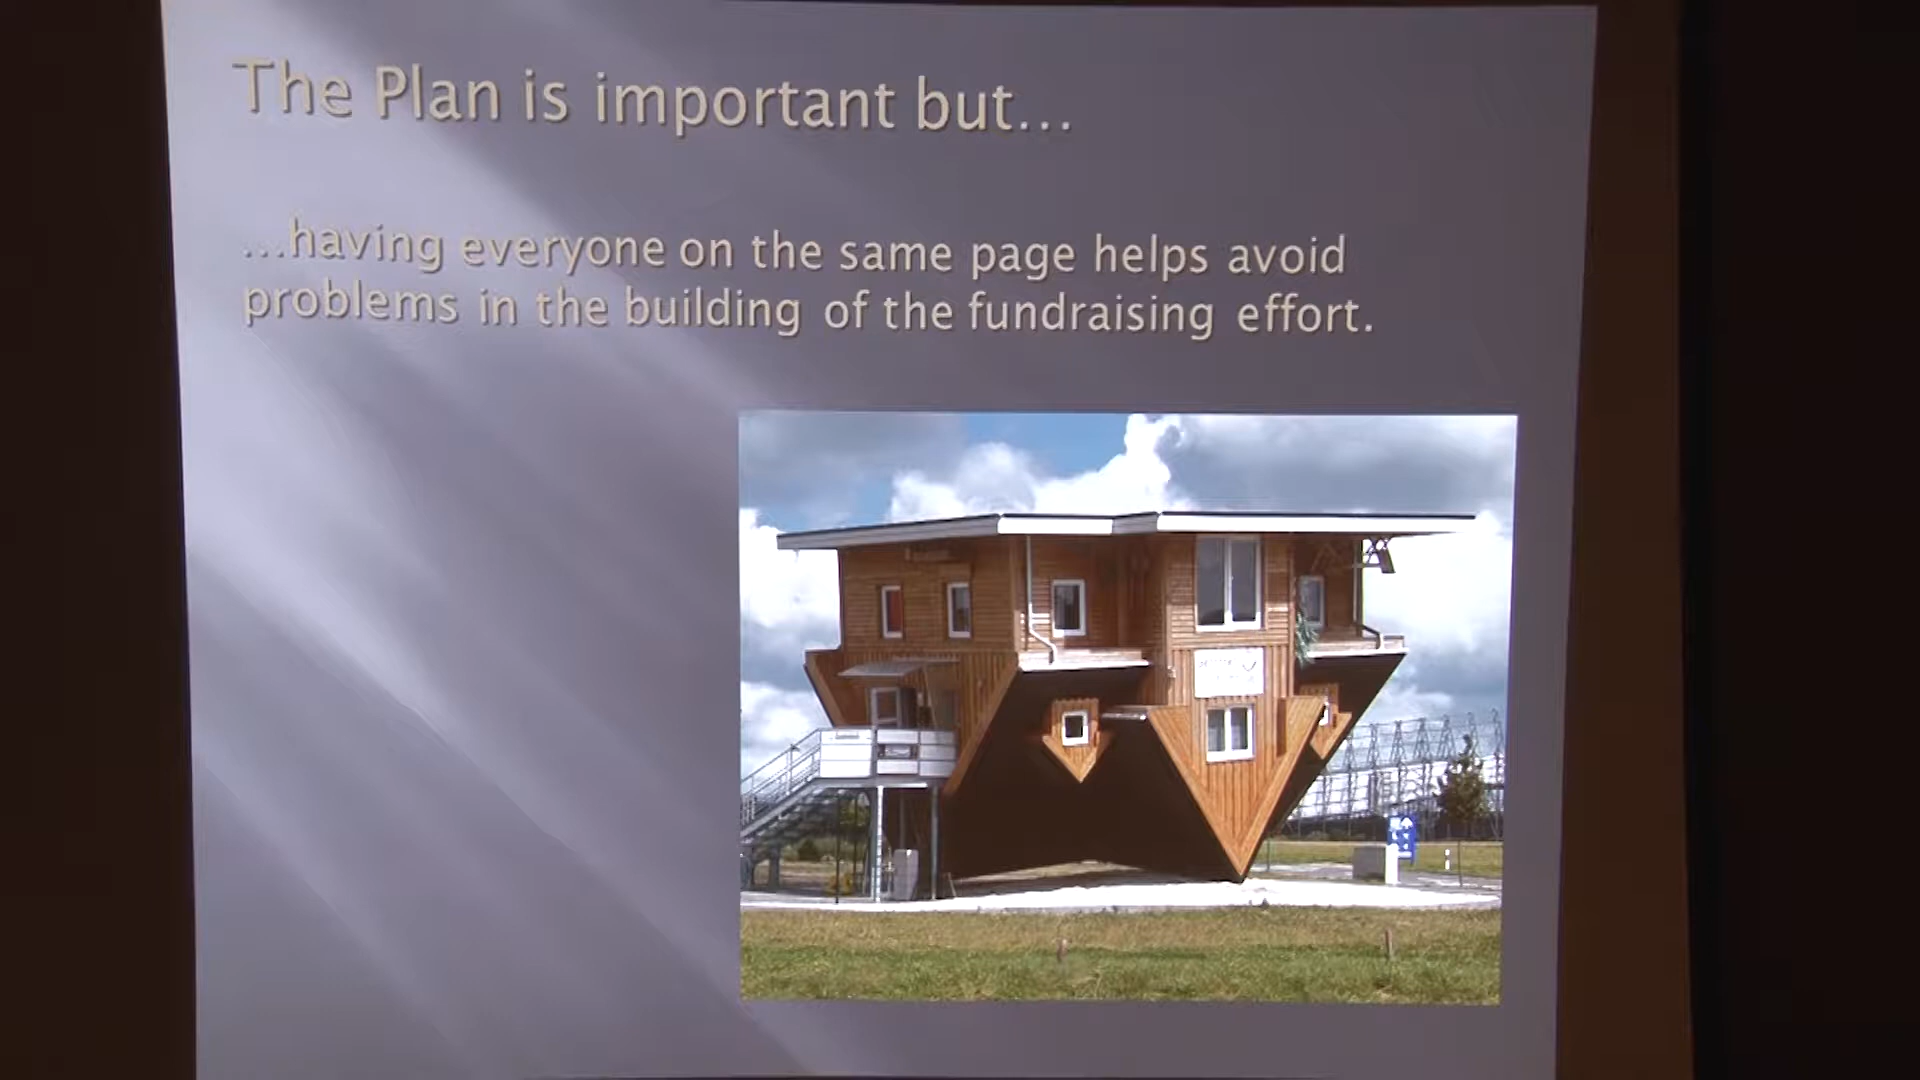 The Plan is important but...
...having everyone on the same page helps avoid
problems in the building of the fundraising effort.